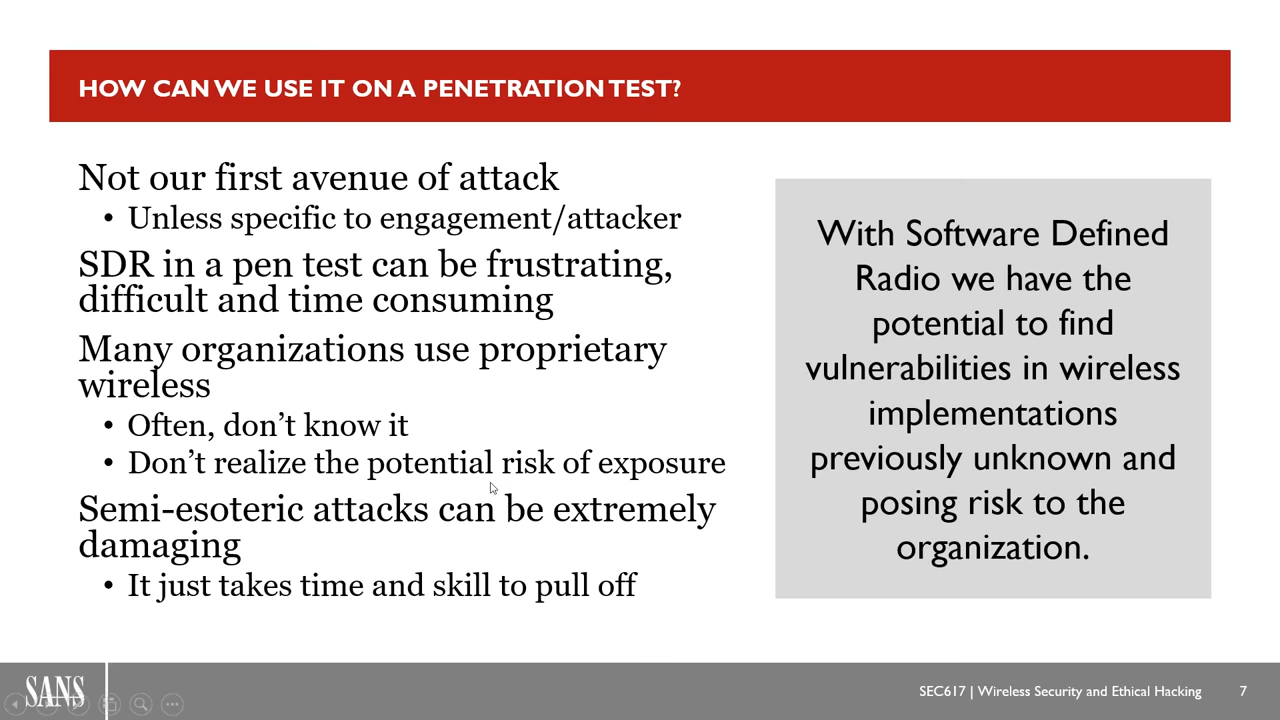 HOW CAN WE USE IT ON A PENETRATION TEST?
Not our first avenue of attack
• Unless specific to engagement/attacker
SDR in a pen test can be frustrating,
difficult and time consuming
Many organizations use proprietary
wireless
• Often, don’t know it
• Don’t realize the potential risk of exposure
Semi-esoteric attacks can be extremely
damaging
• It just takes time and skill to pull off
With Software Defined
Radio we have the
potential to find
vulnerabilities in wireless
implementations
previously unknown and
posing risk to the
organization.
SANS
SEC617 | Wireless Security and Ethical Hacking 7